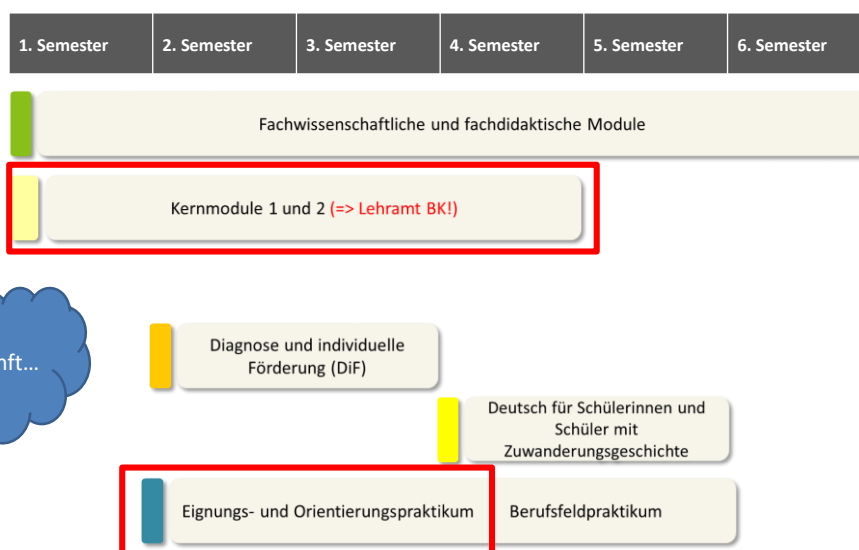 1. Semester 2. Semester 3. Semester 4. Semester 5. Semester 6. Semester
Fachwissenschaftliche und fachdidaktische Module
Kernmodule 1 und 2 (=> Lehramt BK!)
Diagnose und individuelle
Förderung (DiF)
Deutsch für Schülerinnen und
Schüler mit
Zuwanderungsgeschichte
Eignungs- und Orientierungspraktikum Berufsfeldpraktikum